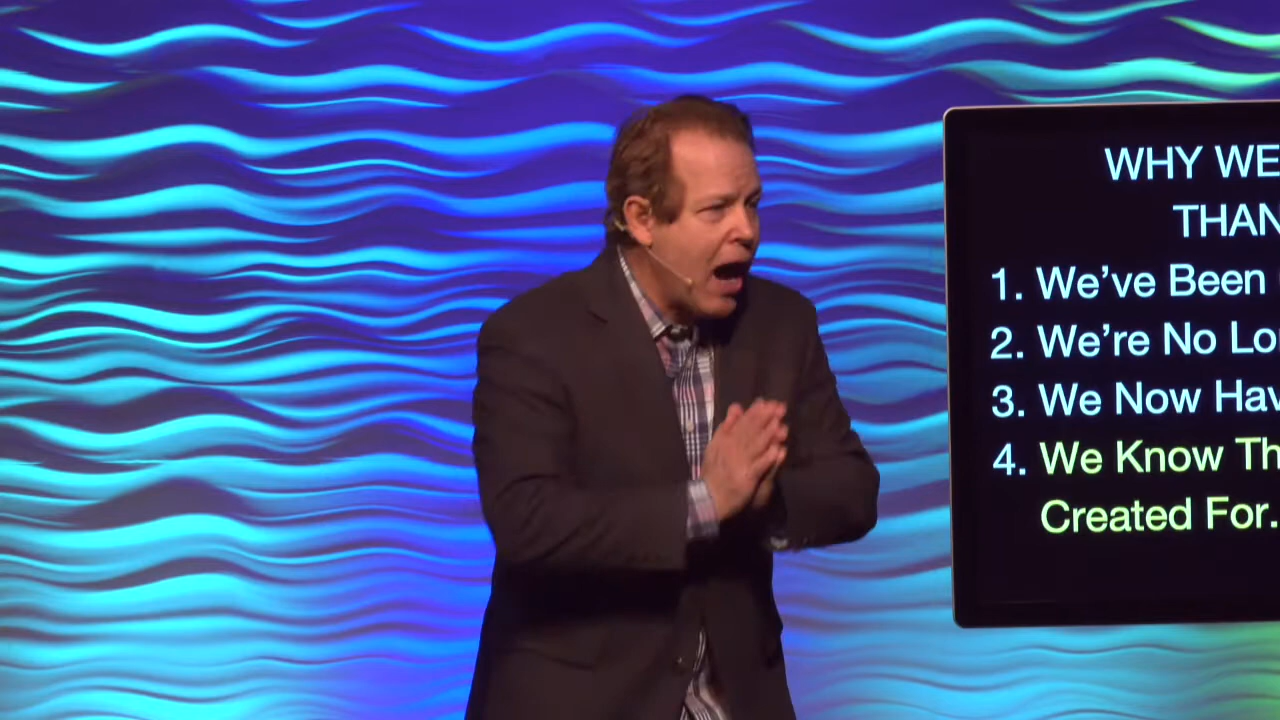 WHY WE
THAN
1. We've Been
2. We're No Lo
3. We Now Hav
4. We Know Th
Created For.